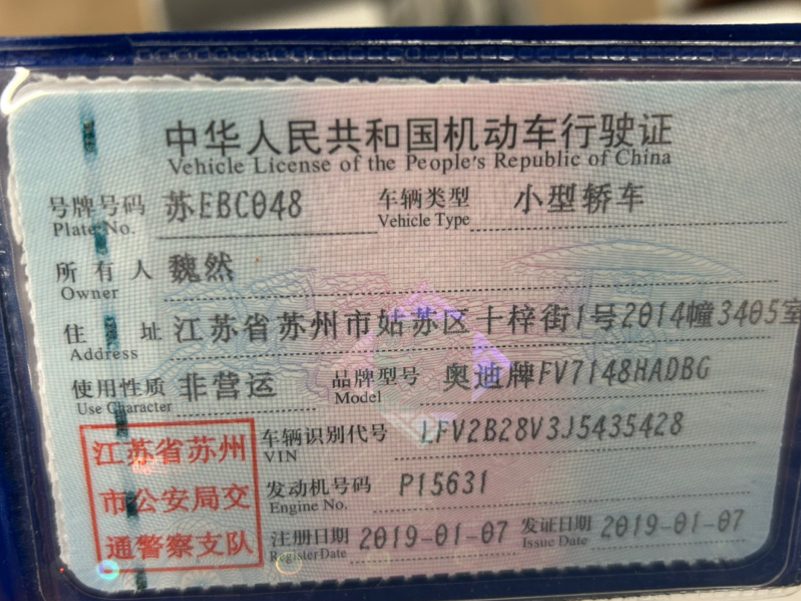 中华人民共和国机动车行驶证
Vehicle License of the People's Republic of China
号牌号码 苏EBC048 车辆类型 小型轿车
Plate No. Vehicle Type
所有人 魏然
Owner
住址 江苏省苏州市姑苏区十梓街1号2014幢3405室
Address
使用性质 非营运 品牌型号 奥迪牌FV7148HADBG
Use Character Model
江苏省苏州
市公安局交
通警察支队
车辆识别代号 LFV2B28V3J5435428
VIN
发动机号码 P15631
Engine No.
注册日期 2019-01-07 发证日期 2019-01-07
Register Date Issue Date